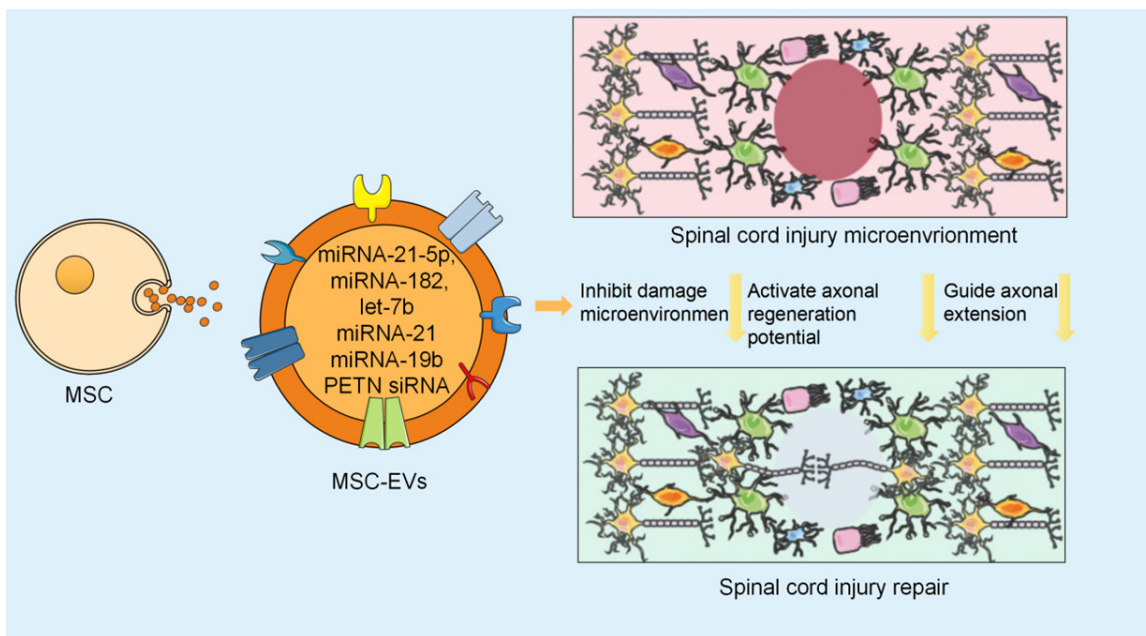 miRNA-21-5p,
miRNA-182,
let-7b
miRNA-21
miRNA-19b
PETN siRNA
MSC
MSC-EVs
Spinal cord injury microenvrionment
Inhibit damage
microenvironmen
Activate axonal
regeneration
potential
Guide axonal
extension
Spinal cord injury repair